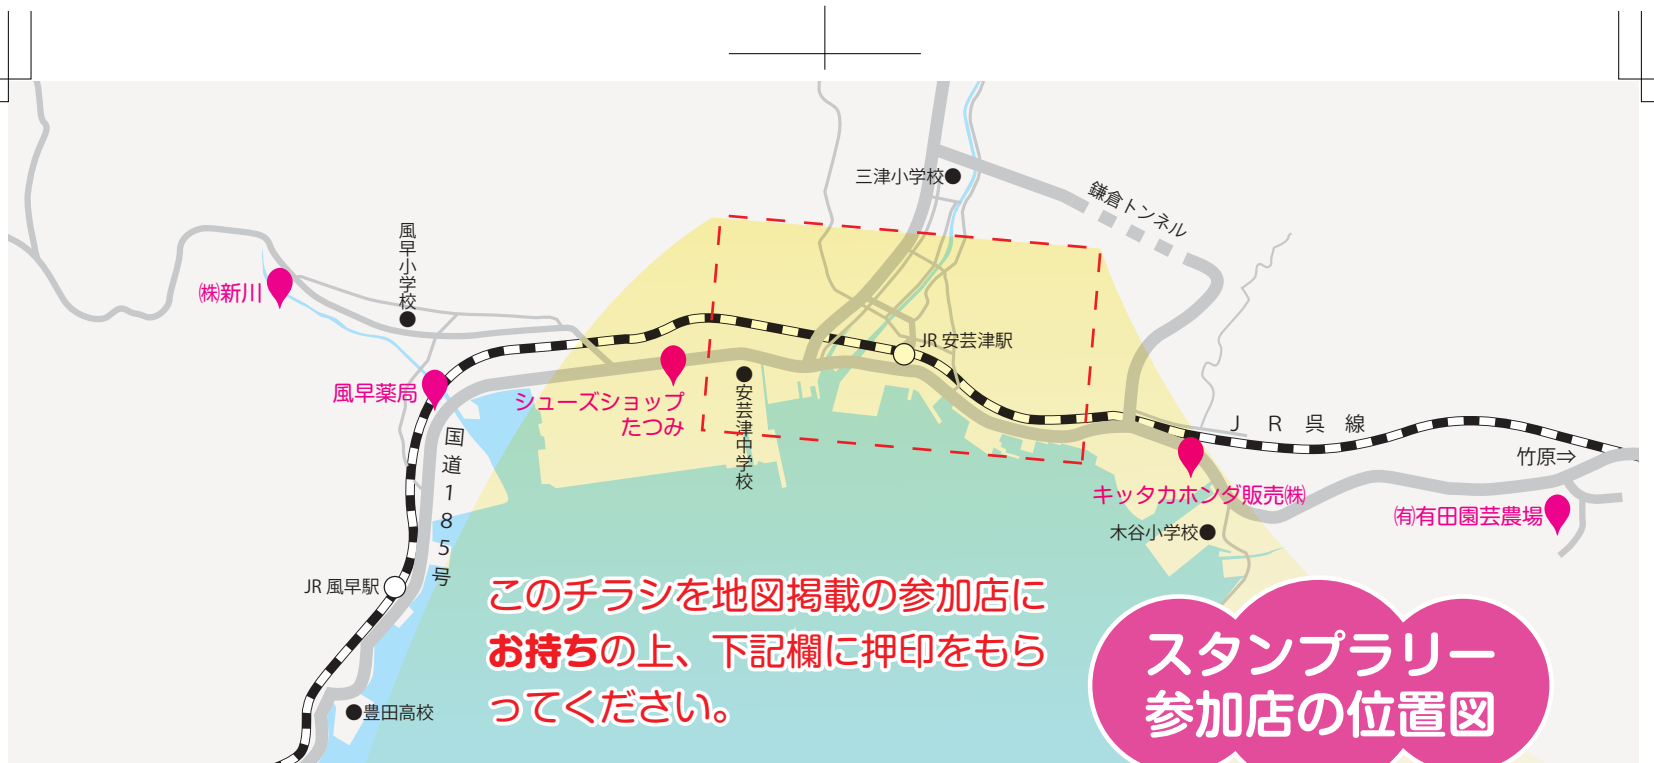 三津小学校
鎌倉トンネル
風早小学校
㈱新川
JR 安芸津駅
風早薬局
シューズショップ
たつみ
安芸津中学校
国道185号
JR呉線
竹原⇒
キッタカホンダ販売㈱
㈲有田園芸農場
木谷小学校
JR 風早駅
このチラシを地図掲載の参加店に
お持ちの上、下記欄に押印をもら
ってください。
スタンプラリー
参加店の位置図
豊田高校